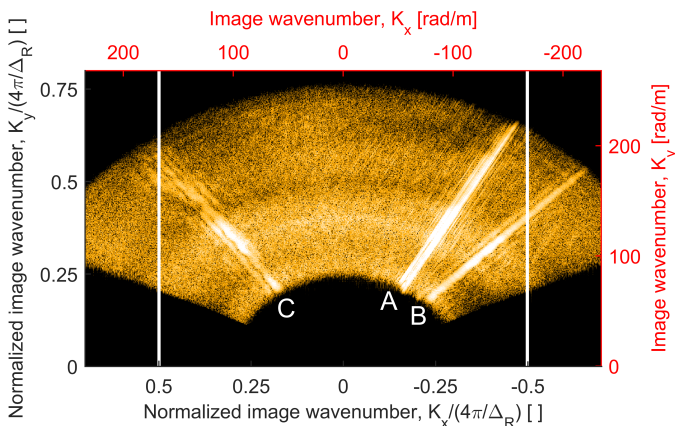 Image wavenumber, K_x [rad/m]
200 100 0 -100 -200
Normalized image wavenumber, K_y/(4π/Δ_R) [ ]
0.75
0.5
0.25
0
200
100
0
Image wavenumber, K_y [rad/m]
C A B
0.5 0.25 0 -0.25 -0.5
Normalized image wavenumber, K_x/(4π/Δ_R) [ ]